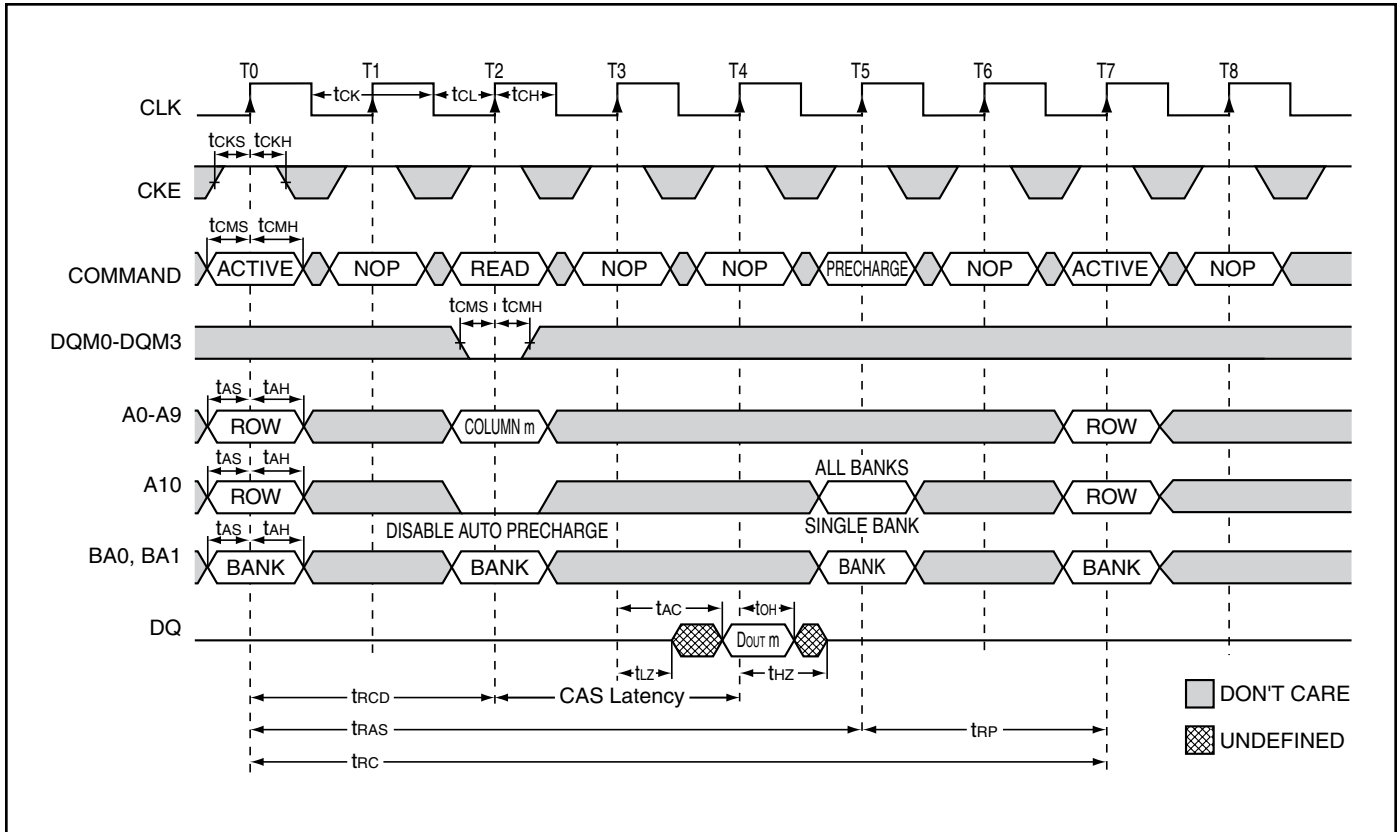 T0 T1 T2 T3 T4 T5 T6 T7 T8
CLK tCK tCL tCH
tCKS tCKH
CKE
tCMS tCMH
COMMAND ACTIVE NOP READ NOP NOP PRECHARGE NOP ACTIVE NOP
tCMS tCMH
DQM0-DQM3
tAS tAH
A0-A9 ROW COLUMN m ROW
tAS tAH ALL BANKS
A10 ROW ROW
tAS tAH DISABLE AUTO PRECHARGE SINGLE BANK
BA0, BA1 BANK BANK BANK BANK
tAC tOH
DQ DOUT m
tLZ tHZ
tRCD CAS Latency DON'T CARE
tRAS tRP
UNDEFINED
tRC